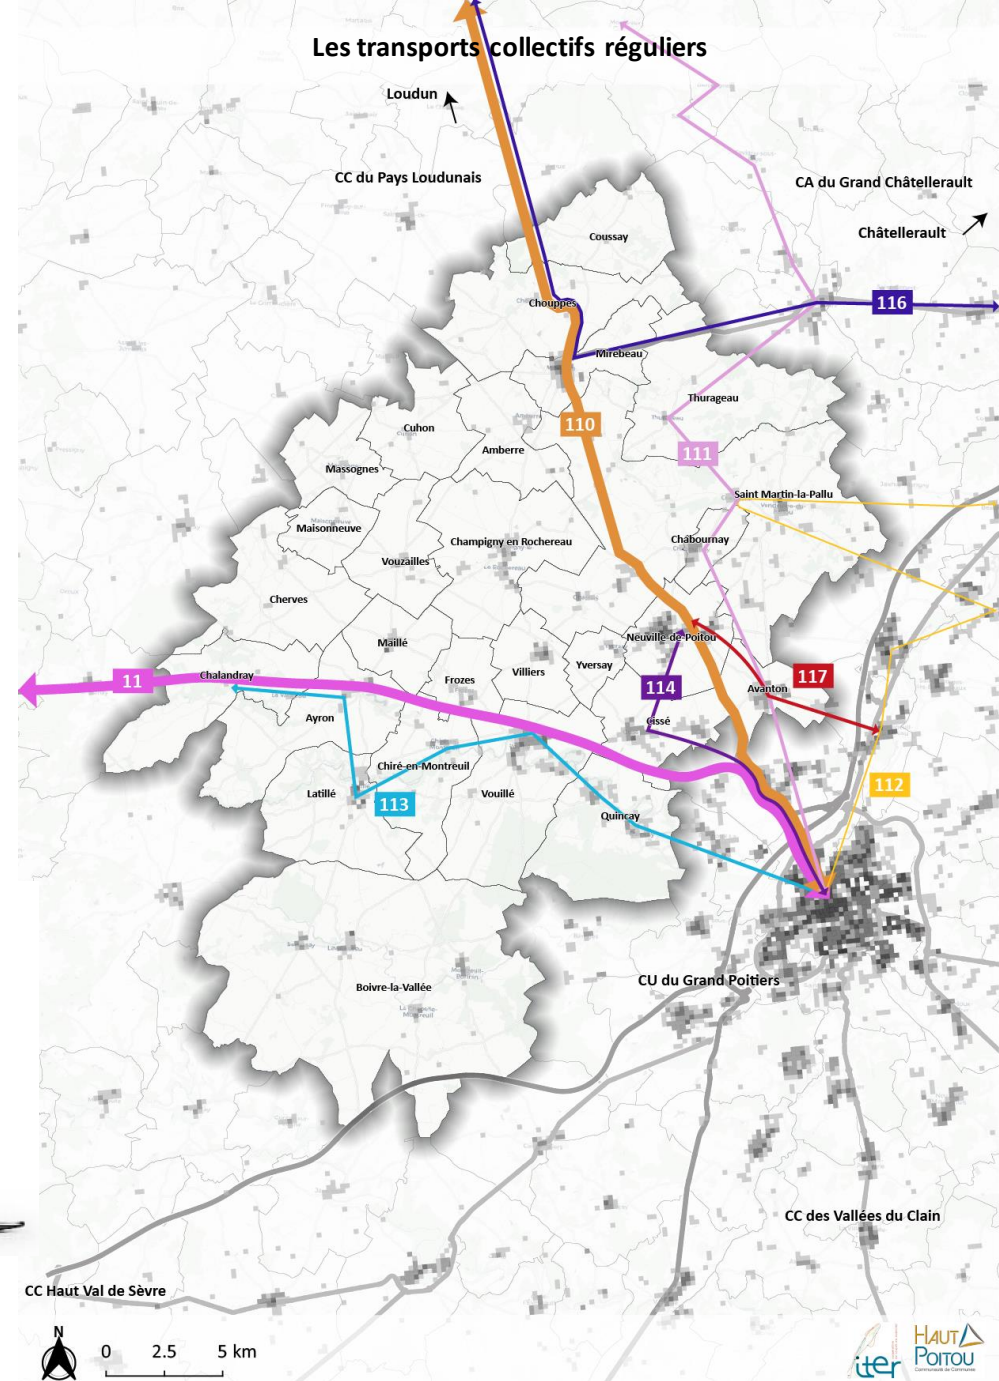 Les transports collectifs réguliers
Loudun
CC du Pays Loudunais
CA du Grand Châtellerault
Châtellerault
Coussay
116
Chouppes
Mirebeau
Thurageau
110
Cuhon
Amberre
111
Massognes
Saint Martin-la-Pallu
Maisonneuve
Champigny en Rochereau
Chabournay
Vouzailles
Cherves
Maillé
Neuville-de-Poitou
Villiers
Yversay
Chalandray
11
Frozes
114
Avanton
117
Ayron
Cissé
Chiré-en-Montreuil
112
Latillé
113
Vouillé
Quincay
CU du Grand Poitiers
Boivre-la-Vallée
CC des Vallées du Clain
CC Haut Val de Sèvre
N
0 2.5 5 km
iter
HAUT
POITOU
Communauté de Communes